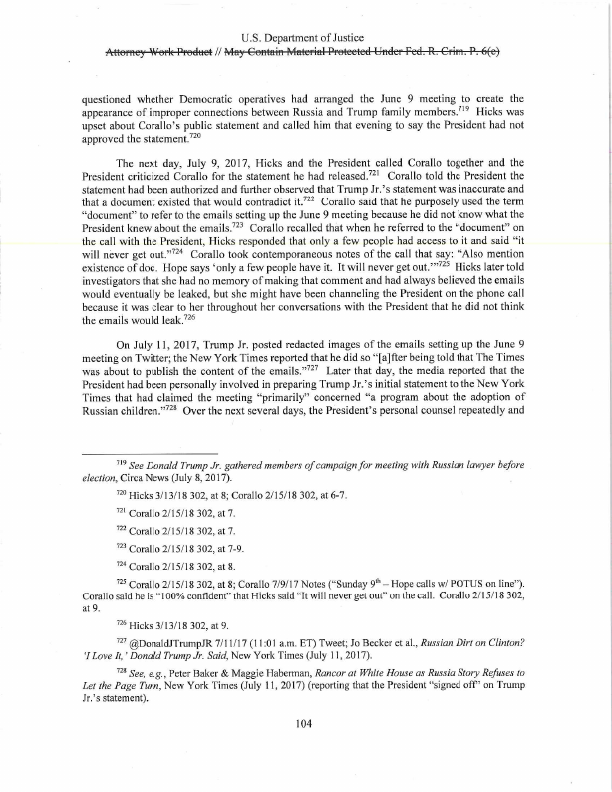 U.S. Department of Justice
Attorney Work Product // May Contain Material Protected Under Fed. R. Crim. P. 6(e)
questioned whether Democratic operatives had arranged the June 9 meeting to create the
appearance of improper connections between Russia and Trump family members.719 Hicks was
upset about Corallo's public statement and called him that evening to say the President had not
approved the statement.720
The next day, July 9, 2017, Hicks and the President called Corallo together and the
President criticized Corallo for the statement he had released.721 Corallo told the President the
statement had been authorized and further observed that Trump Jr.'s statement was inaccurate and
that a document existed that would contradict it.722 Corallo said that he purposely used the term
"document" to refer to the emails setting up the June 9 meeting because he did not know what the
President knew about the emails.723 Corallo recalled that when he referred to the "document" on
the call with the President, Hicks responded that only a few people had access to it and said "it
will never get out."724 Corallo took contemporaneous notes of the call that say: "Also mention
existence of doc. Hope says 'only a few people have it. It will never get out.'"725 Hicks later told
investigators that she had no memory of making that comment and had always believed the emails
would eventually be leaked, but she might have been channeling the President on the phone call
because it was clear to her throughout her conversations with the President that he did not think
the emails would leak.726
On July 11, 2017, Trump Jr. posted redacted images of the emails setting up the June 9
meeting on Twitter; the New York Times reported that he did so "[a]fter being told that The Times
was about to publish the content of the emails."727 Later that day, the media reported that the
President had been personally involved in preparing Trump Jr.'s initial statement to the New York
Times that had claimed the meeting "primarily" concerned "a program about the adoption of
Russian children."728 Over the next several days, the President's personal counsel repeatedly and
719 See Donald Trump Jr. gathered members of campaign for meeting with Russian lawyer before
election, Circa News (July 8, 2017).
720 Hicks 3/13/18 302, at 8; Corallo 2/15/18 302, at 6-7.
721 Corallo 2/15/18 302, at 7.
722 Corallo 2/15/18 302, at 7.
723 Corallo 2/15/18 302, at 7-9.
724 Corallo 2/15/18 302, at 8.
725 Corallo 2/15/18 302, at 8; Corallo 7/9/17 Notes ("Sunday 9th – Hope calls w/ POTUS on line").
Corallo said he is "100% confident" that Hicks said "It will never get out" on the call. Corallo 2/15/18 302,
at 9.
726 Hicks 3/13/18 302, at 9.
727 @DonaldJTrumpJR 7/11/17 (11:01 a.m. ET) Tweet; Jo Becker et al., Russian Dirt on Clinton?
'I Love It,' Donald Trump Jr. Said, New York Times (July 11, 2017).
728 See, e.g., Peter Baker & Maggie Haberman, Rancor at White House as Russia Story Refuses to
Let the Page Turn, New York Times (July 11, 2017) (reporting that the President "signed off" on Trump
Jr.'s statement).
104